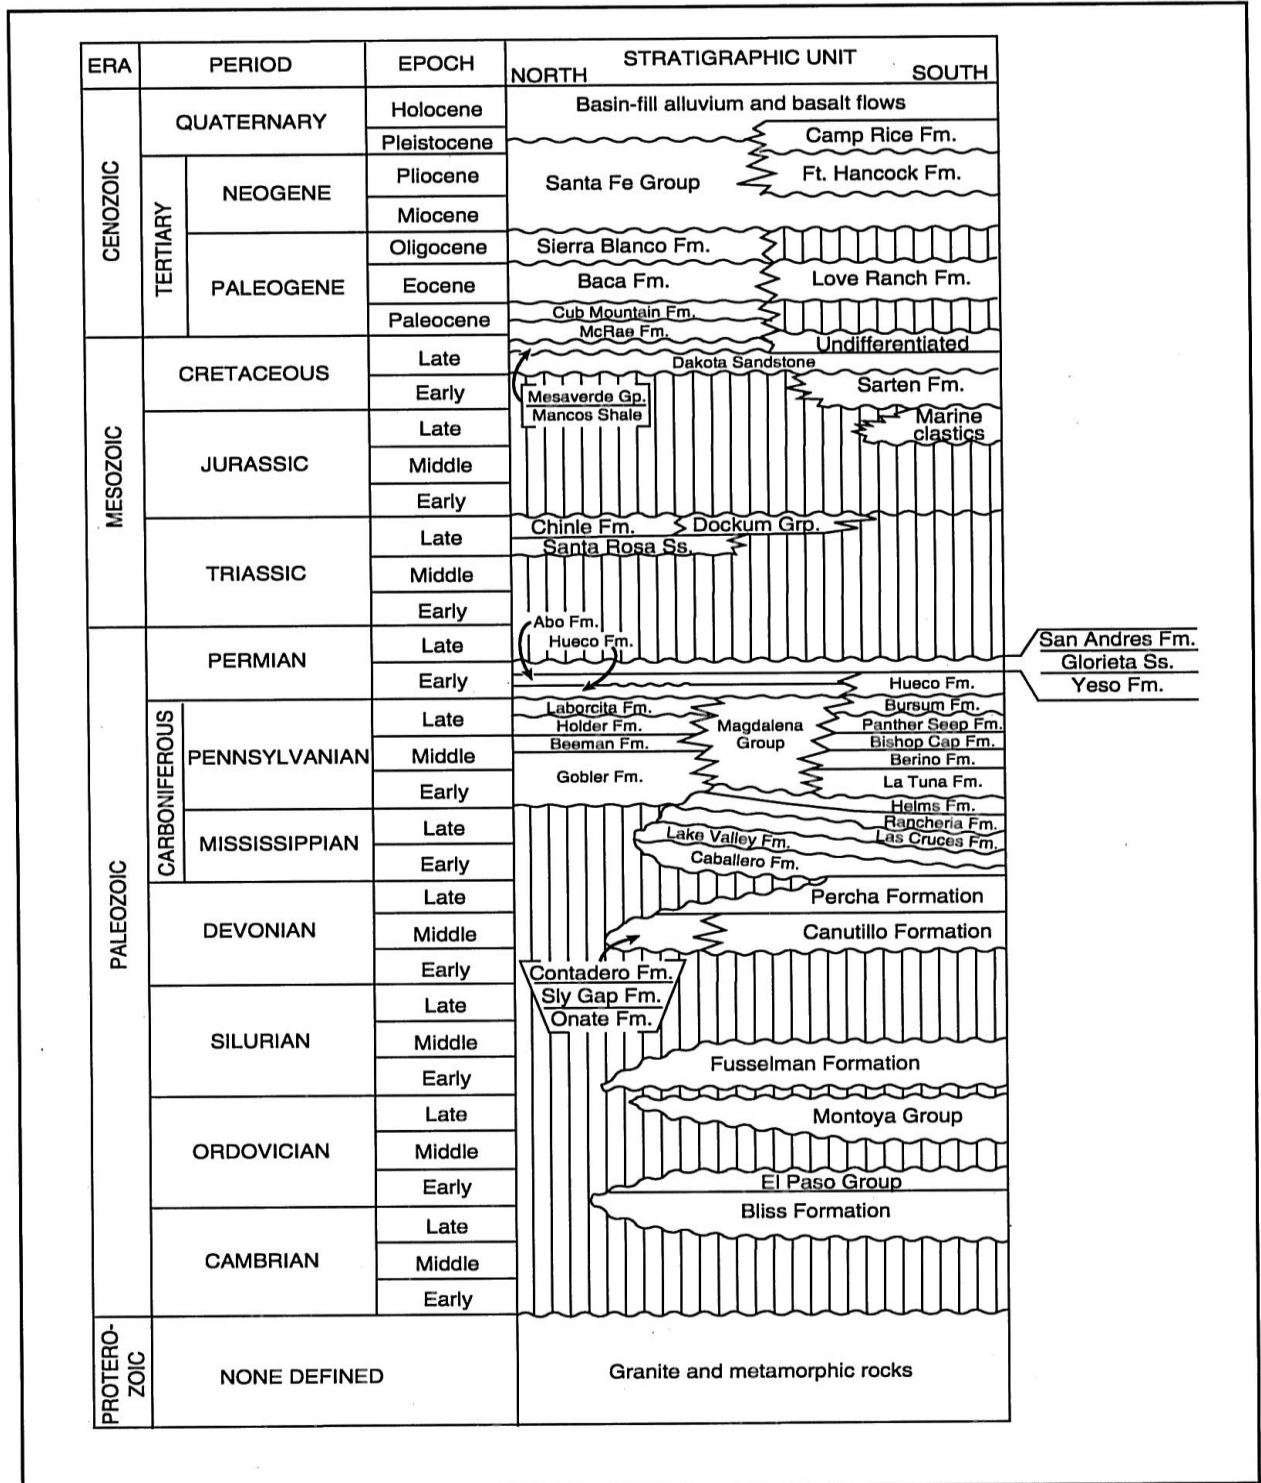 ERA
PERIOD
EPOCH
STRATIGRAPHIC UNIT
NORTH
SOUTH
CENOZOIC
QUATERNARY
Holocene
Basin-fill alluvium and basalt flows
Pleistocene
Camp Rice Fm.
TERTIARY
NEOGENE
Pliocene
Santa Fe Group
Ft. Hancock Fm.
Miocene
PALEOGENE
Oligocene
Sierra Blanco Fm.
Eocene
Baca Fm.
Love Ranch Fm.
Paleocene
Cub Mountain Fm.
McRae Fm.
MESOZOIC
CRETACEOUS
Late
Undifferentiated
Dakota Sandstone
Early
Sarten Fm.
Mesaverde Gp.
Mancos Shale
JURASSIC
Late
Marine
clastics
Middle
Early
TRIASSIC
Late
Chinle Fm.
Dockum Grp.
Santa Rosa Ss.
Middle
Early
PALEOZOIC
PERMIAN
Late
Abo Fm.
Hueco Fm.
San Andres Fm.
Glorieta Ss.
Yeso Fm.
Early
Hueco Fm.
CARBONIFEROUS
PENNSYLVANIAN
Late
Laborcita Fm.
Holder Fm.
Magdalena
Group
Bursum Fm.
Panther Seep Fm.
Middle
Beeman Fm.
Bishop Cap Fm.
Berino Fm.
Gobler Fm.
La Tuna Fm.
Early
MISSISSIPPIAN
Helms Fm.
Late
Rancheria Fm.
Lake Valley Fm.
Las Cruces Fm.
Early
Caballero Fm.
DEVONIAN
Late
Percha Formation
Middle
Canutillo Formation
Early
Contadero Fm.
Sly Gap Fm.
Onate Fm.
SILURIAN
Late
Middle
Fusselman Formation
Early
ORDOVICIAN
Late
Montoya Group
Middle
Early
El Paso Group
Bliss Formation
CAMBRIAN
Late
Middle
Early
PROTERO-
ZOIC
NONE DEFINED
Granite and metamorphic rocks